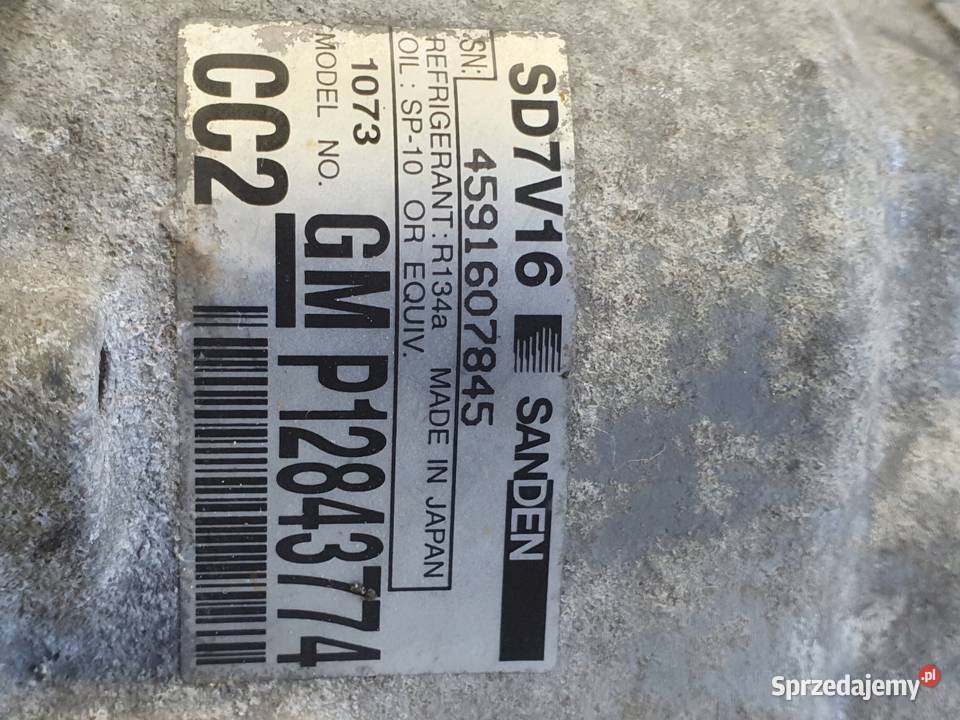 SD7V16 SANDEN
SN: 4591607845
REFRIGERANT: R134a MADE IN JAPAN
OIL: SP-10 OR EQUIV.
1073
MODEL NO.
GM P12843774
CC2
Sprzedajemy.pl